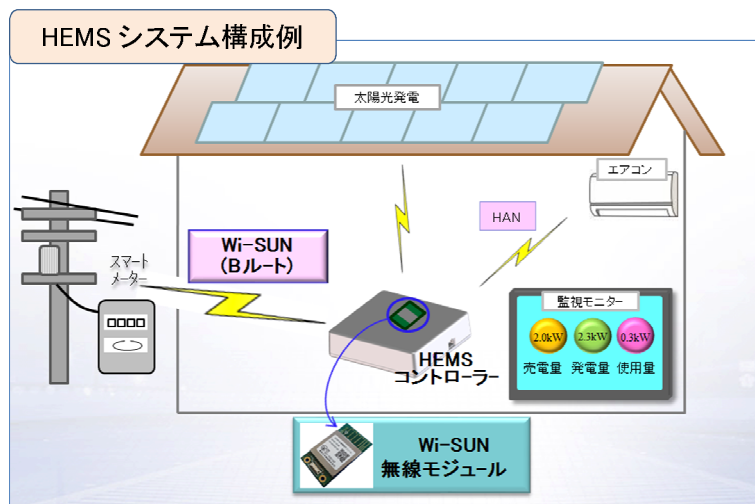 HEMS システム構成例
太陽光発電
エアコン
HAN
Wi-SUN
(Bルート)
スマート
メーター
監視モニター
2.0kW 2.3kW 0.3kW
売電量 発電量 使用量
HEMS
コントローラー
Wi-SUN
無線モジュール